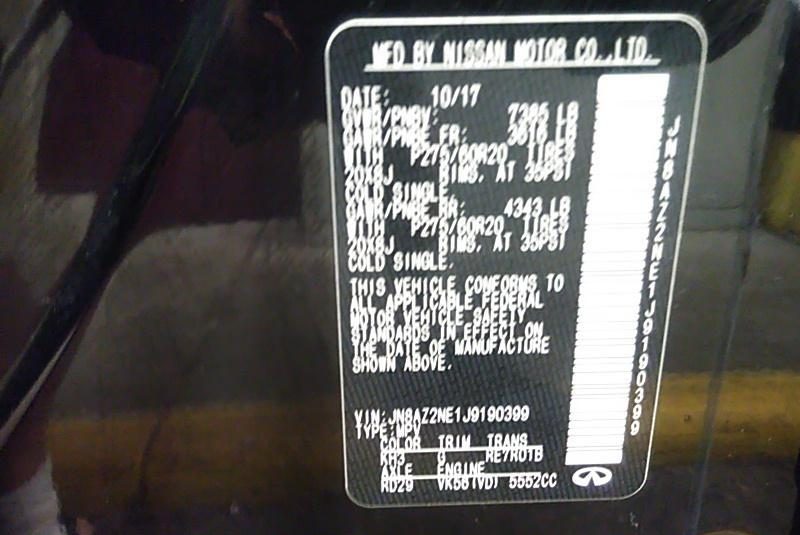 MFD BY NISSAN MOTOR CO.,LTD.
DATE: 10/17
GVWR/PNBV: 7385 LB
GAWR/PNBE FR: 3616 LB
WITH P275/60R20 TIRES
20X8J RIMS, AT 35PSI
COLD SINGLE,
GAWR/PNBE RR: 4343 LB
WITH P275/60R20 TIRES
20X8J RIMS, AT 35PSI
COLD SINGLE,
THIS VEHICLE CONFORMS TO
ALL APPLICABLE FEDERAL
MOTOR VEHICLE SAFETY
STANDARDS IN EFFECT ON
THE DATE OF MANUFACTURE
SHOWN ABOVE.
VIN:JN8AZ2NE1J9190399
TYPE:MPV
COLOR TRIM TRANS
KH3 G RE7R01B
AXLE ENGINE
RD29 VK56(VD) 5552CC
JN8AZ2NE1J9190399